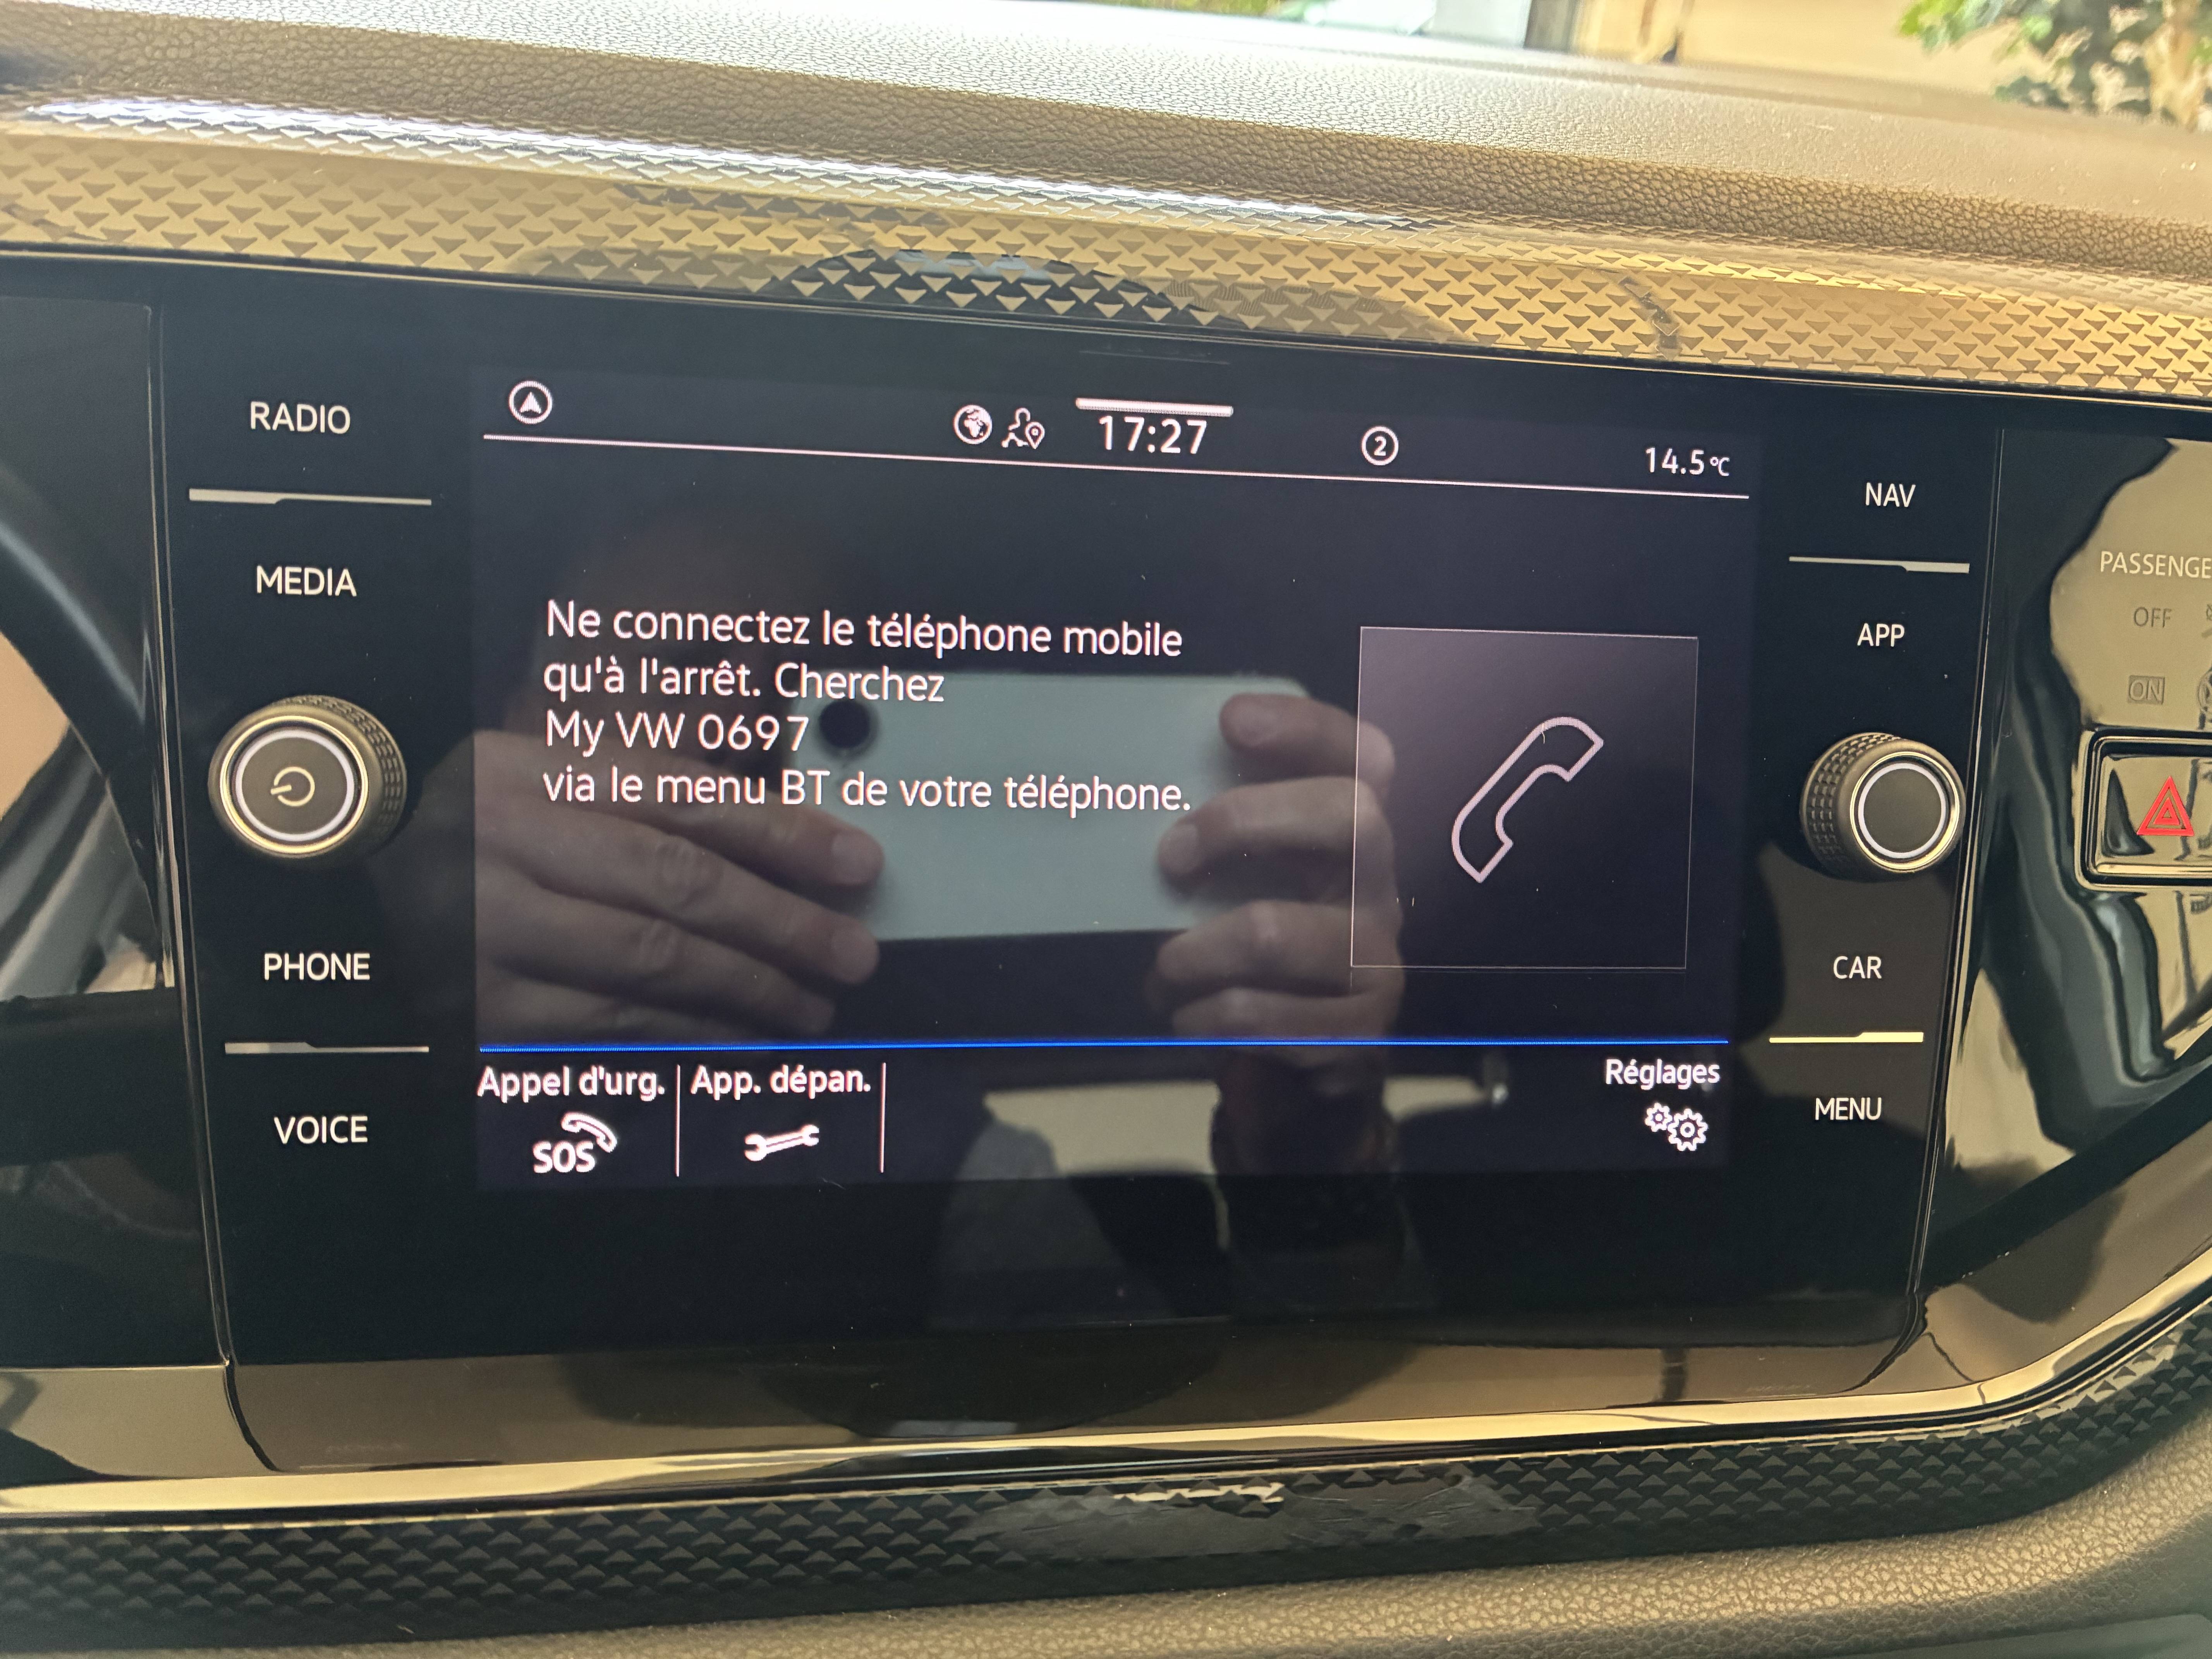 RADIO
MEDIA
PHONE
VOICE
17:27
2
14.5°C
Ne connectez le téléphone mobile
qu'à l'arrêt. Cherchez
My VW 0697
via le menu BT de votre téléphone.
Appel d'urg.
SOS
App. dépan.
Réglages
NAV
APP
CAR
MENU
PASSENGE
OFF
ON